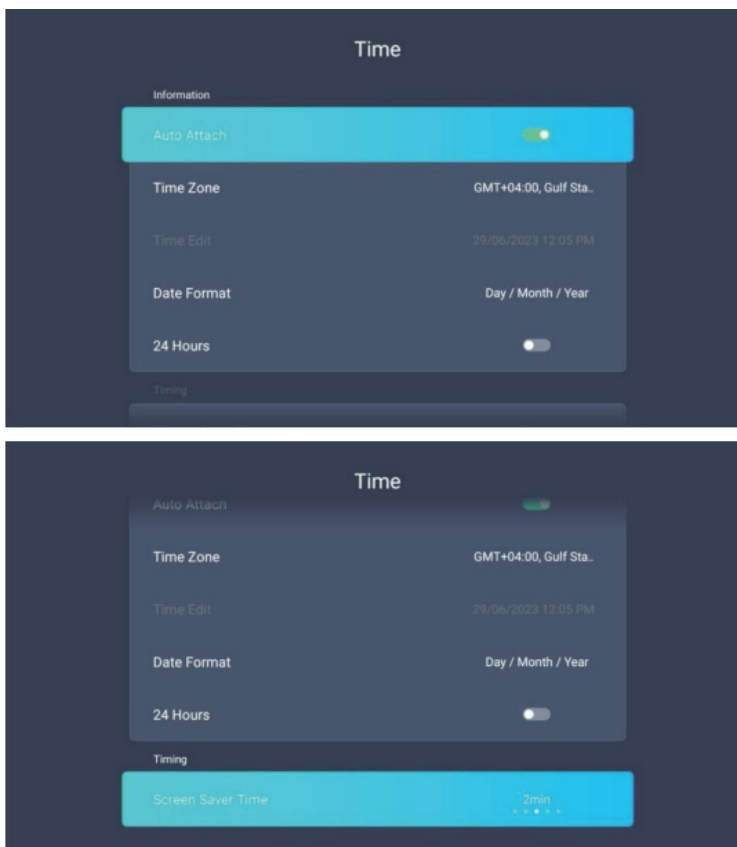 Time
Information
Auto Attach
Time Zone GMT+04:00, Gulf Sta..
Time Edit 29/06/2023 12:05 PM
Date Format Day / Month / Year
24 Hours
Timing
Time
Auto Attach
Time Zone GMT+04:00, Gulf Sta..
Time Edit 29/06/2023 12:05 PM
Date Format Day / Month / Year
24 Hours
Timing
Screen Saver Time 2min